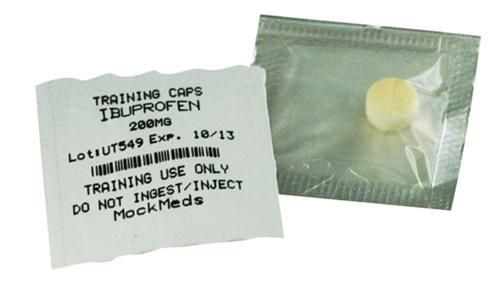 TRAINING CAPS
IBUPROFEN
200MG
Lot:UT549 Exp. 10/13
TRAINING USE ONLY
DO NOT INGEST/INJECT
MockMeds